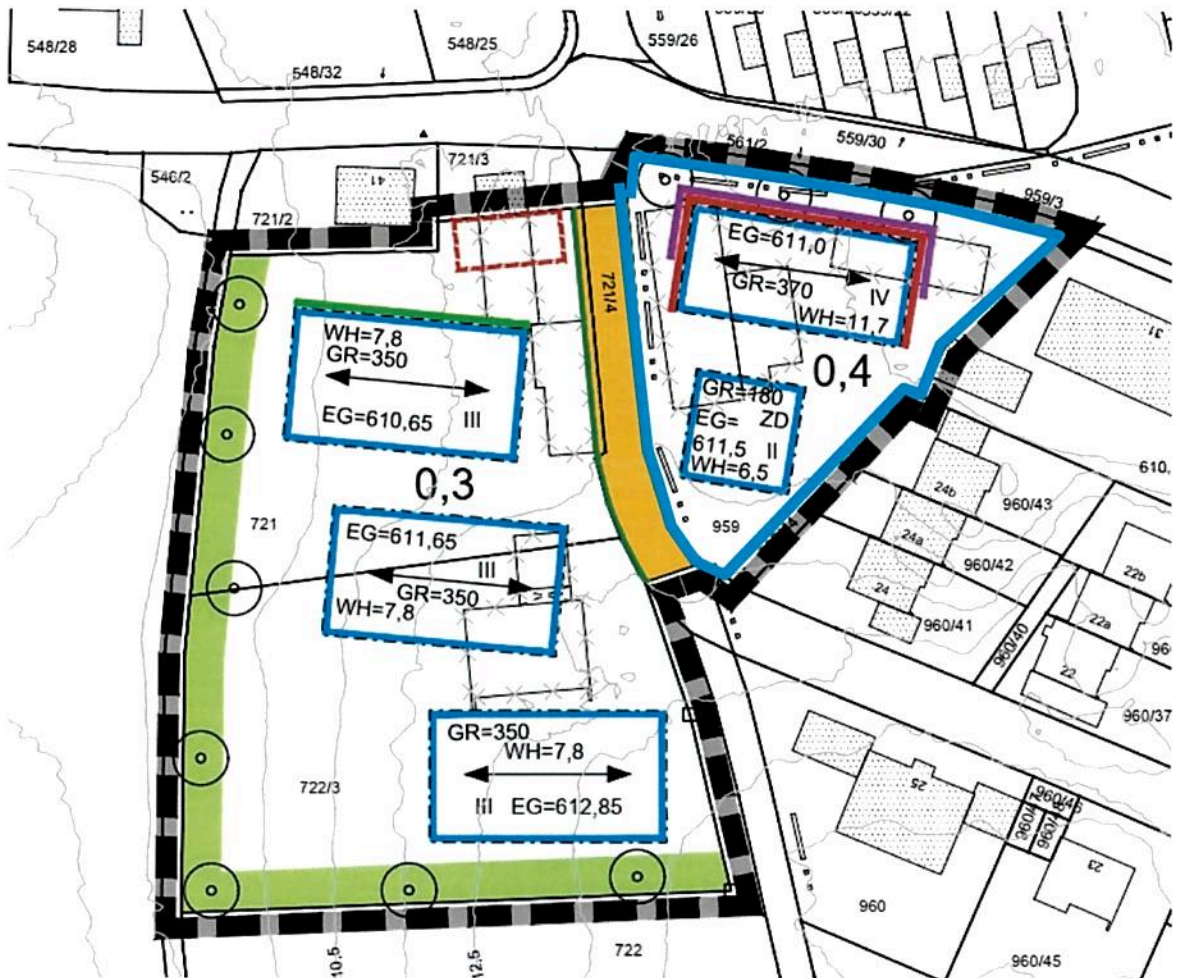 548/28
548/25
559/26
548/32
561/2
559/30
546/2
41
721/3
721/2
959/3
721/4
EG=611,0
GR=370
IV
WH=11,7
31
WH=7,8
GR=350
EG=610,65
III
0,4
GR=180
EG=
ZD
611,5
II
WH=6,5
0,3
721
EG=611,65
III
GR=350
WH=7,8
959
610,
24b
960/43
24a
960/42
24
960/41
22b
22a
960/40
22
960/37
GR=350
WH=7,8
III
EG=612,85
722/3
25
960/46
23
960
960/45
722
10,5
12,5